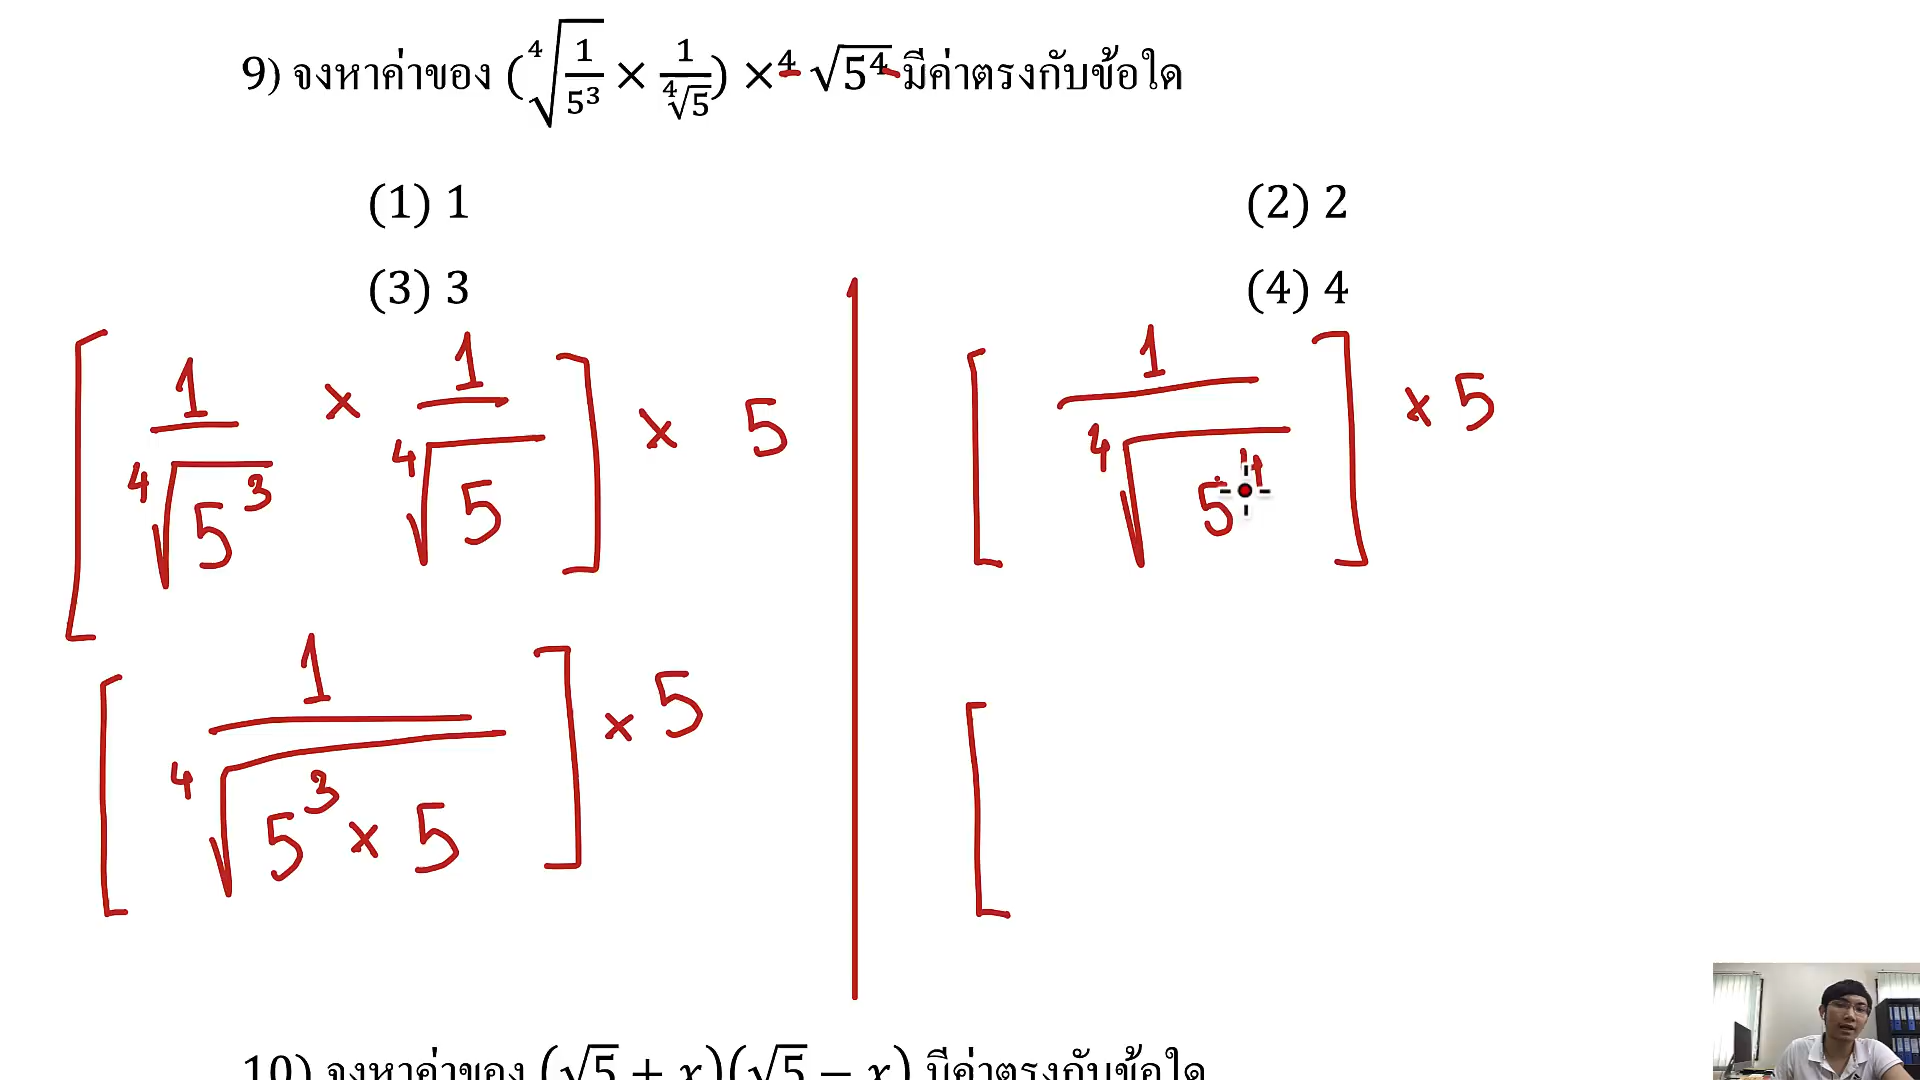 9) จงหาค่าของ (⁴√(1/5³) × 1/⁴√5) × ⁴√5⁴ มีค่าตรงกับข้อใด
(1) 1 (2) 2
(3) 3 (4) 4
[1/⁴√5³ × 1/⁴√5] × 5
[1/⁴√(5³ × 5)] × 5
[1/⁴√5⁴] × 5
[
10) จงหาค่าของ (√5 + x)(√5 − x) มีค่าตรงกับข้อใด